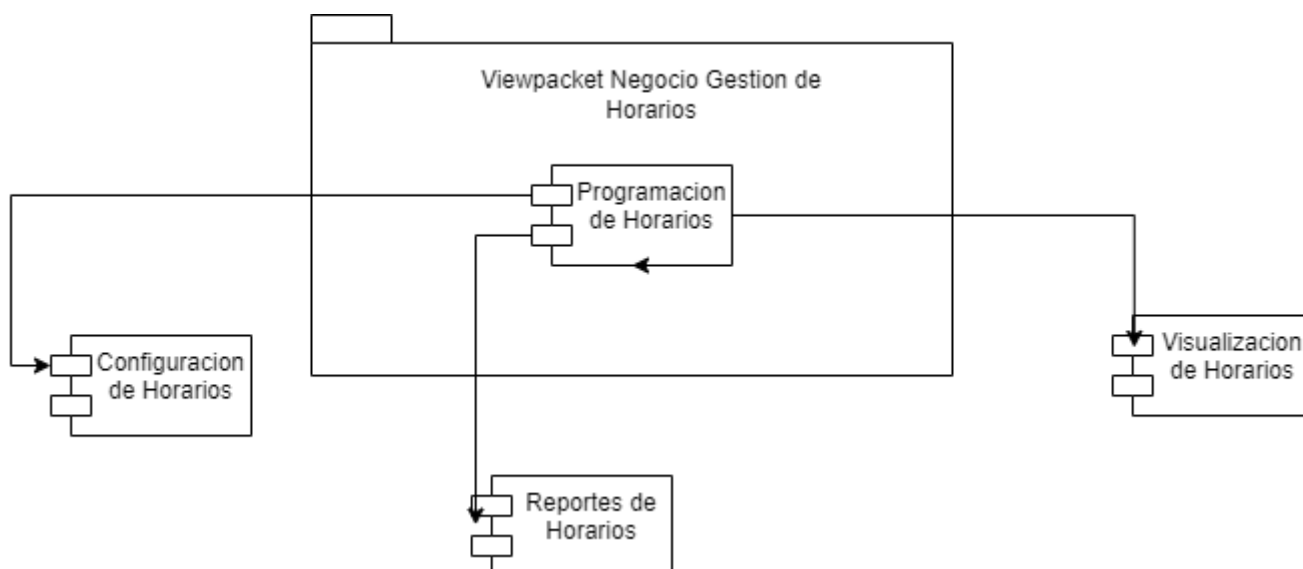 Viewpacket Negocio Gestion de
Horarios
Programacion
de Horarios
Configuracion
de Horarios
Visualizacion
de Horarios
Reportes de
Horarios